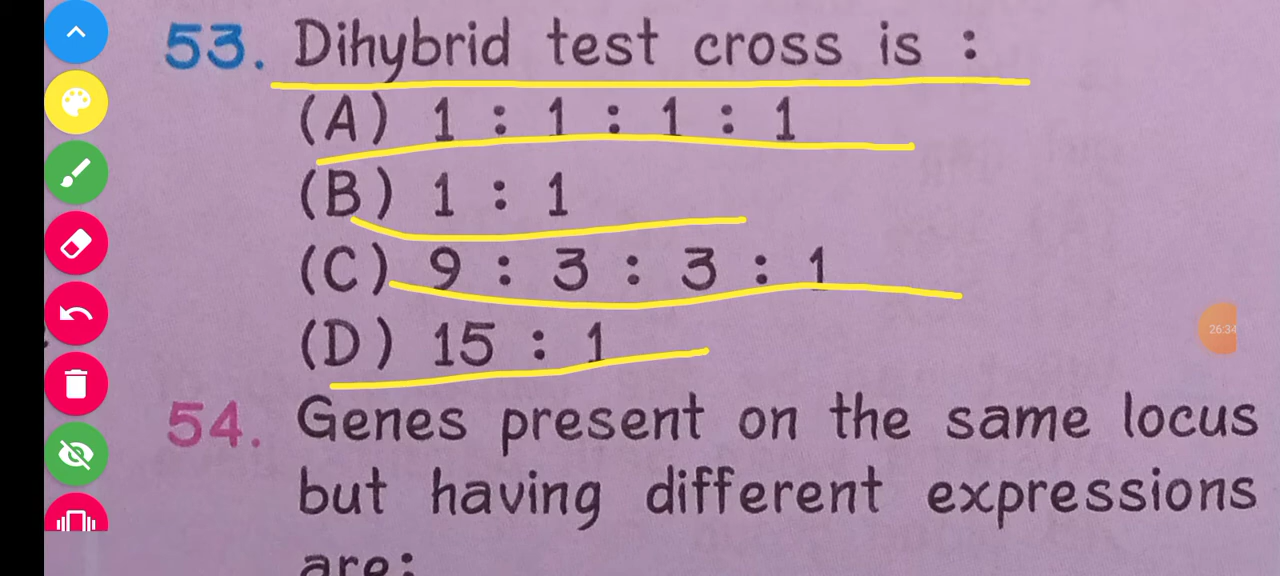 53. Dihybrid test cross is :
(A) 1 : 1 : 1 : 1
(B) 1 : 1
(C) 9 : 3 : 3 : 1
(D) 15 : 1
26:34
54. Genes present on the same locus
but having different expressions
are: